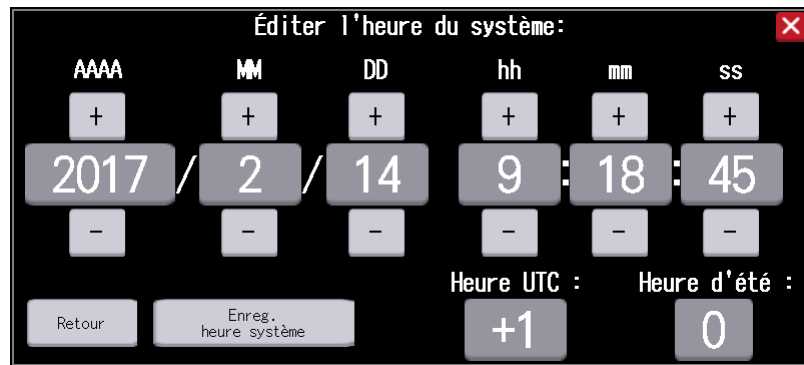 Éditer l'heure du système:
AAAA MM DD hh mm ss
+ + + + + +
2017 / 2 / 14 9 : 18 : 45
- - - - - -
Heure UTC : Heure d'été :
Retour Enreg. +1 0
heure système